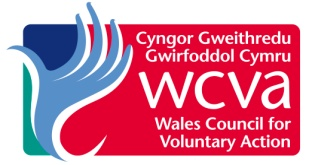 Cyngor Gweithredu
Gwirfoddol Cymru
wcva
Wales Council for
Voluntary Action